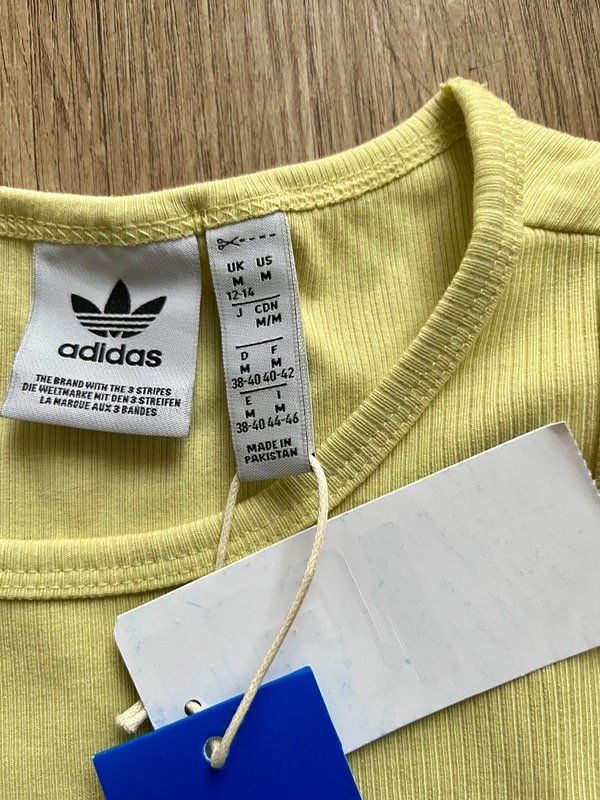 adidas
THE BRAND WITH THE 3 STRIPES
DIE WELTMARKE MIT DEN 3 STREIFEN
LA MARQUE AUX 3 BANDES
UK US
M M
12-14
J CDN
M/M
D F
M M
38-40 40-42
E I
M M
38-40 44-46
MADE IN
PAKISTAN